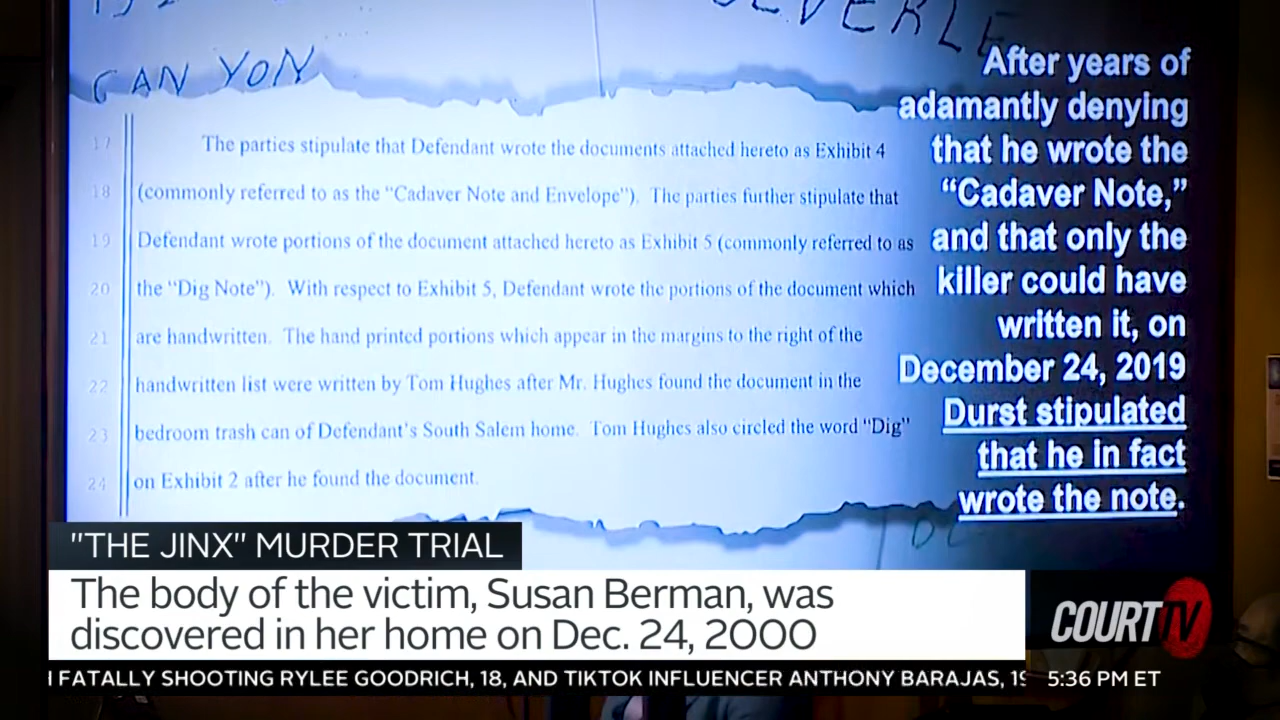 BEVERLE
CAN YON
After years of
adamantly denying
that he wrote the
“Cadaver Note,”
and that only the
killer could have
written it, on
December 24, 2019
Durst stipulated
that he in fact
wrote the note.
17 The parties stipulate that Defendant wrote the documents attached hereto as Exhibit 4
18 (commonly referred to as the “Cadaver Note and Envelope”). The parties further stipulate that
19 Defendant wrote portions of the document attached hereto as Exhibit 5 (commonly referred to as
20 the “Dig Note”). With respect to Exhibit 5, Defendant wrote the portions of the document which
21 are handwritten. The hand printed portions which appear in the margins to the right of the
22 handwritten list were written by Tom Hughes after Mr. Hughes found the document in the
23 bedroom trash can of Defendant’s South Salem home. Tom Hughes also circled the word “Dig”
24 on Exhibit 2 after he found the document.
"THE JINX" MURDER TRIAL
The body of the victim, Susan Berman, was
discovered in her home on Dec. 24, 2000
COURT TV
FATALLY SHOOTING RYLEE GOODRICH, 18, AND TIKTOK INFLUENCER ANTHONY BARAJAS, 5:36 PM ET